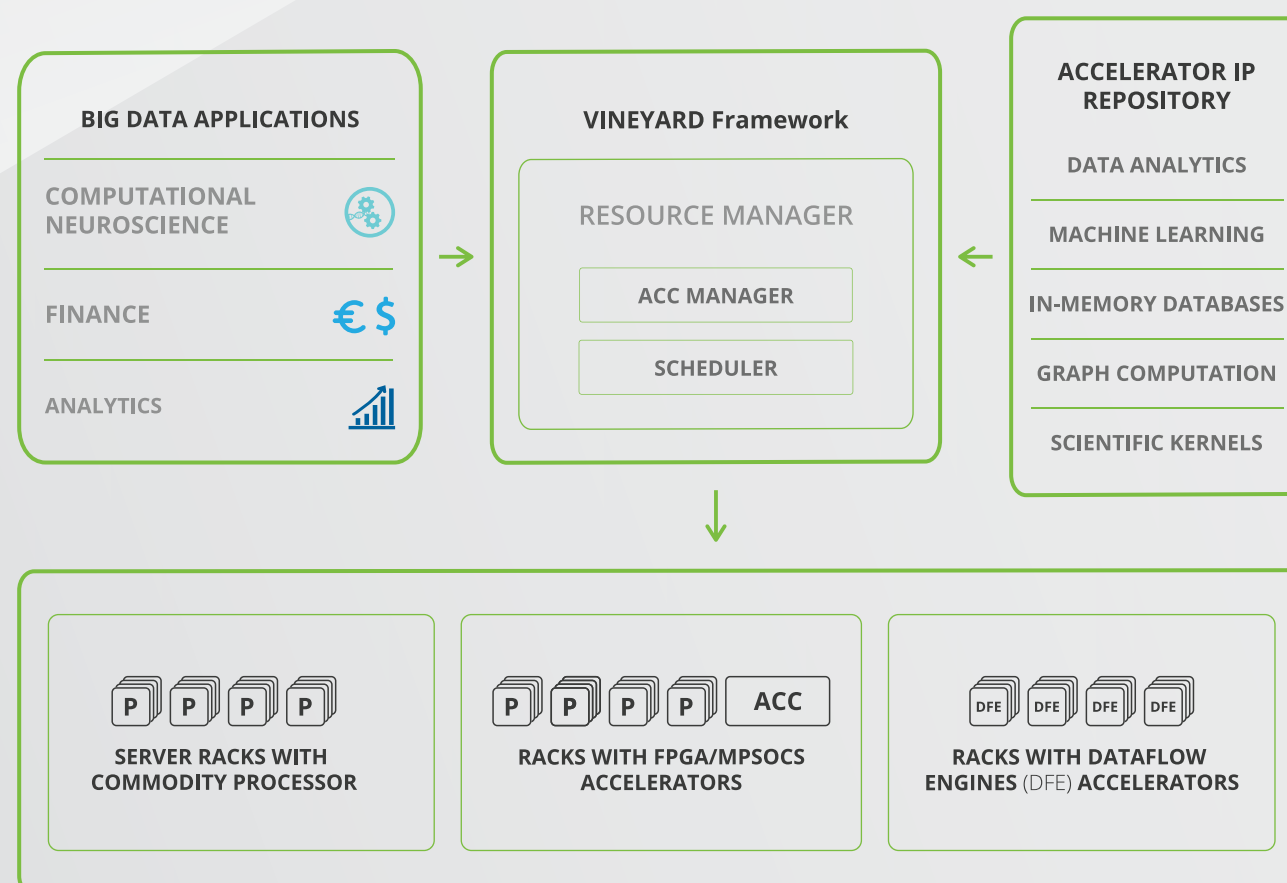 BIG DATA APPLICATIONS
COMPUTATIONAL
NEUROSCIENCE
FINANCE
€ $
ANALYTICS
VINEYARD Framework
RESOURCE MANAGER
ACC MANAGER
SCHEDULER
ACCELERATOR IP
REPOSITORY
DATA ANALYTICS
MACHINE LEARNING
IN-MEMORY DATABASES
GRAPH COMPUTATION
SCIENTIFIC KERNELS
P P P P
SERVER RACKS WITH
COMMODITY PROCESSOR
P P P P ACC
RACKS WITH FPGA/MPSOCS
ACCELERATORS
DFE DFE DFE DFE
RACKS WITH DATAFLOW
ENGINES (DFE) ACCELERATORS